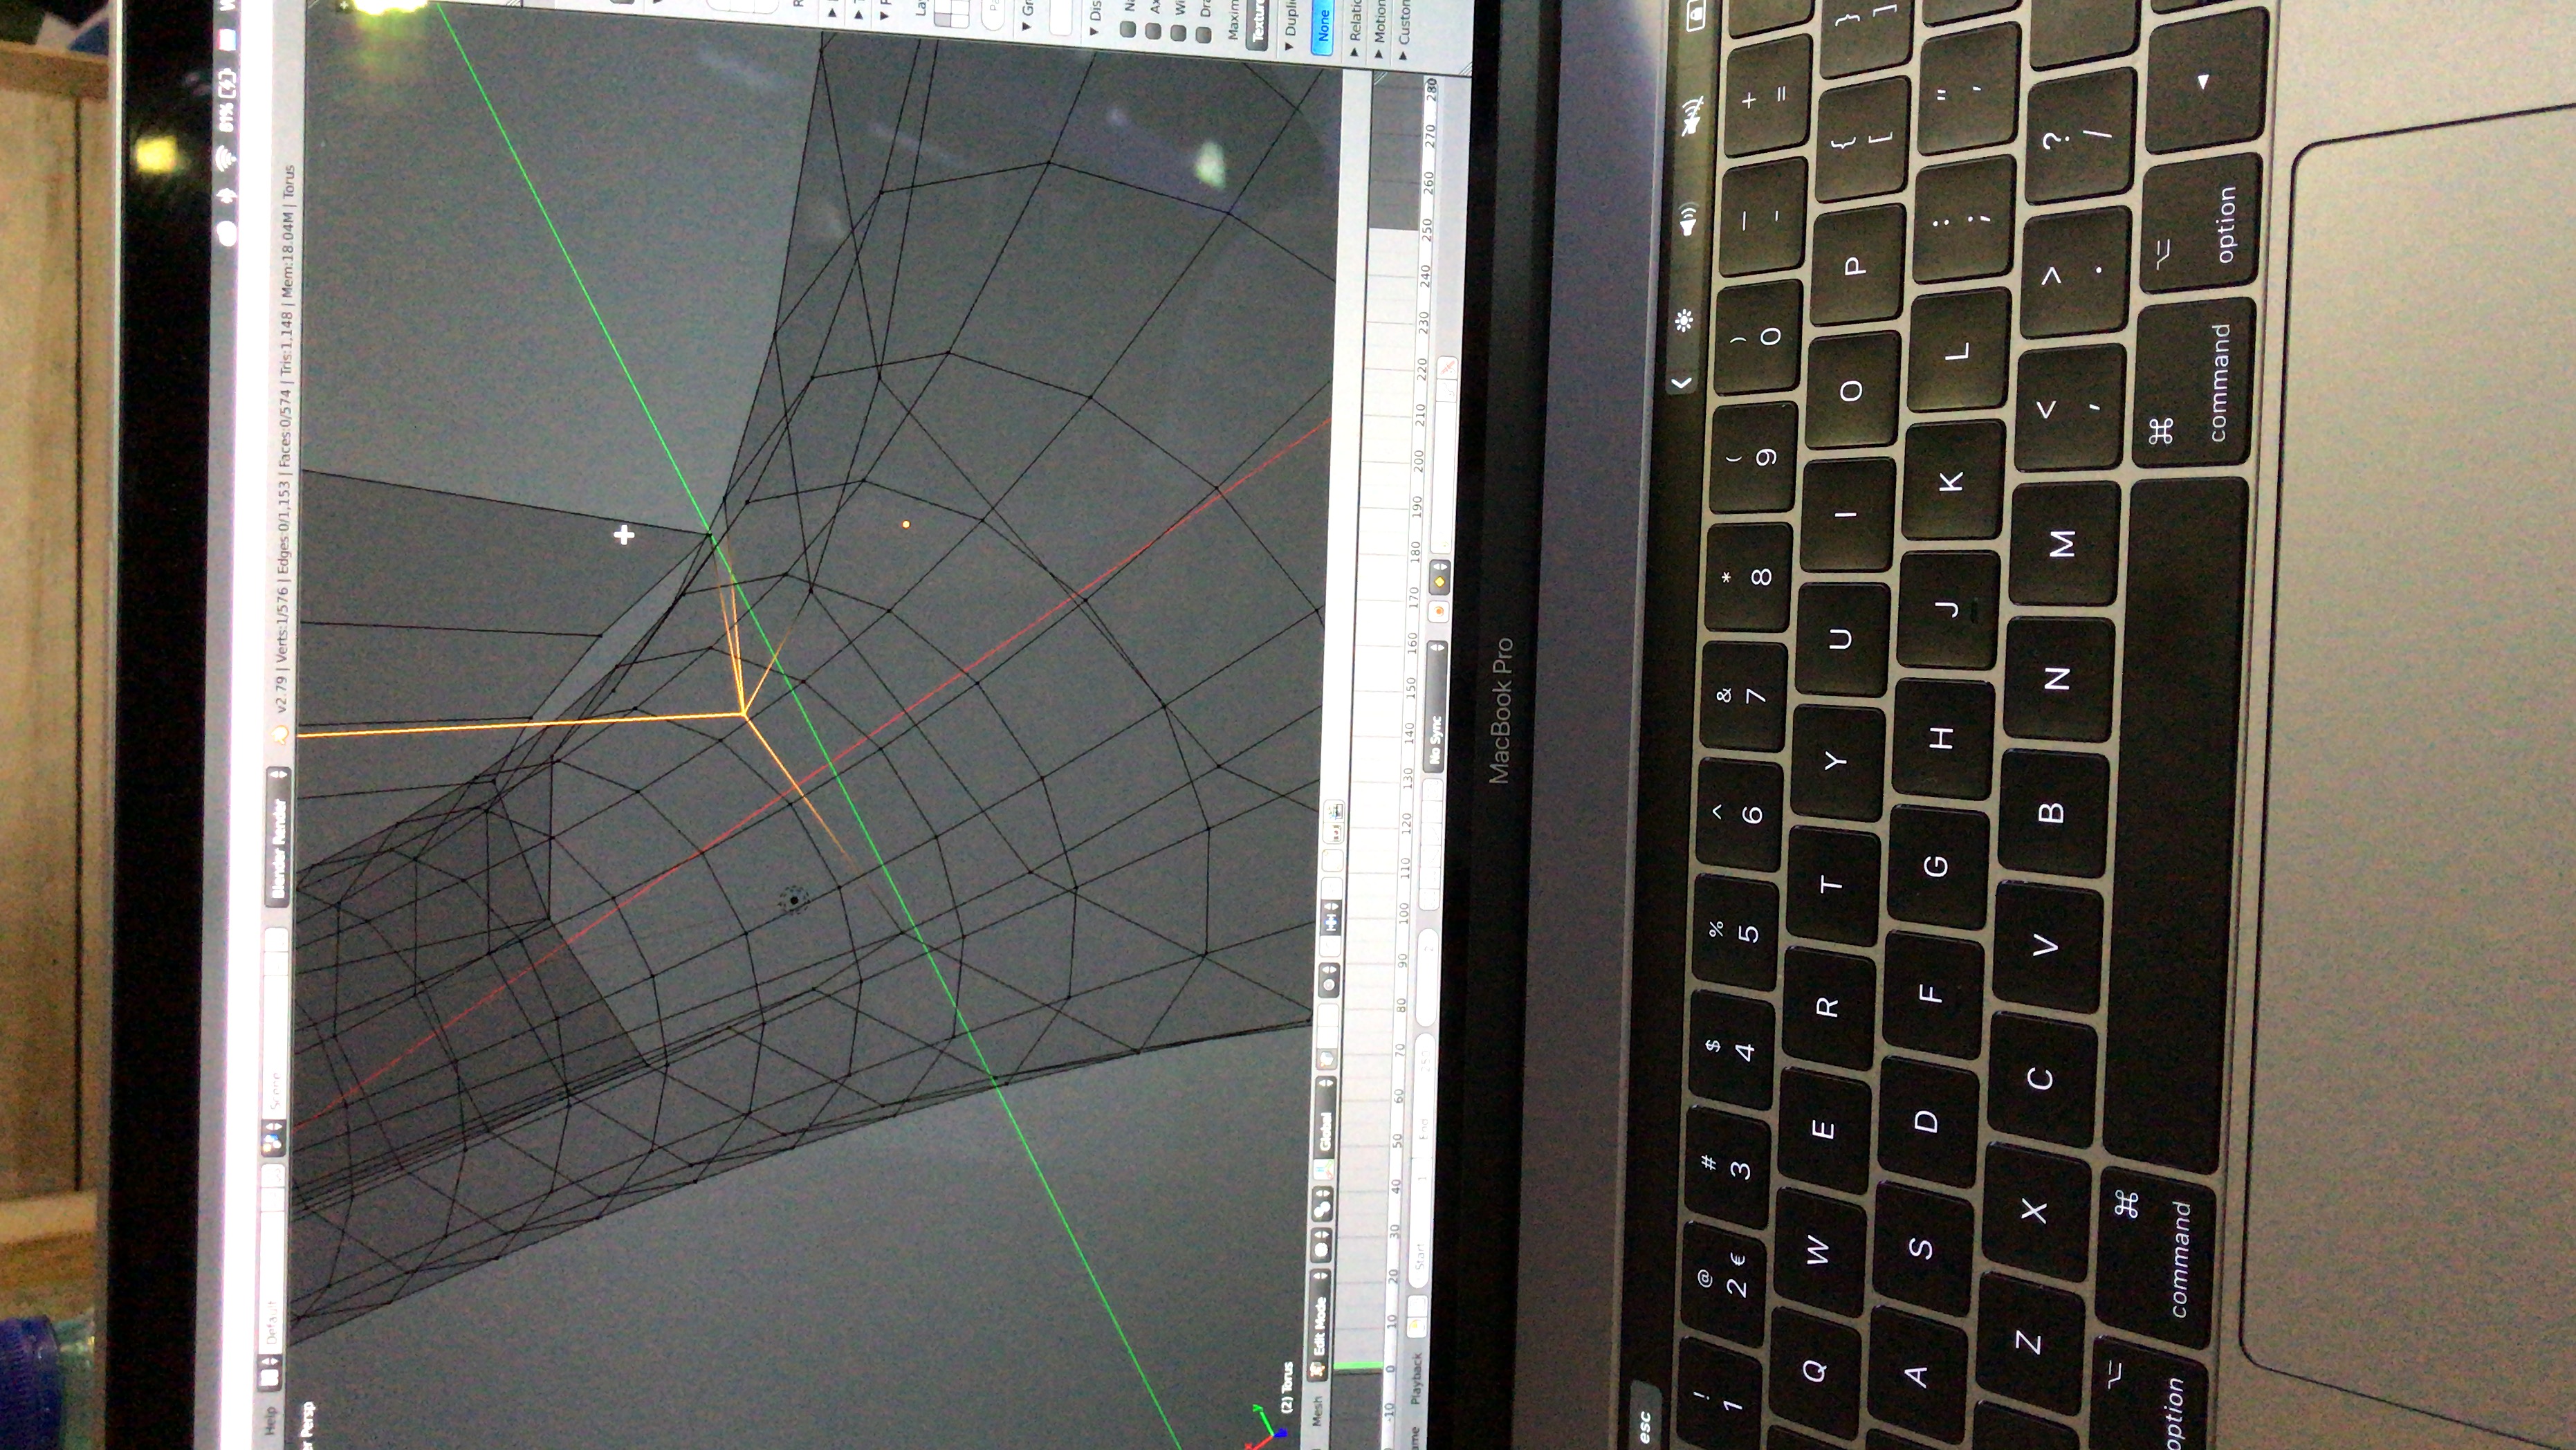 81%
Help Default Scene Blender Render v2.79 | Verts:1/576 | Edges:0/1,153 | Faces:0/574 | Tris:1,148 | Mem:18.04M | Torus
er Persp
La
Gr
Dis
Na
Ax
Wi
Dra
Maxim
Texture
Dupli
None
Relatio
Motion
Custon
x y
(2) Torus
Mesh Edit Mode Global
-10 0 10 20 30 40 50 60 70 80 90 100 110 120 130 140 150 160 170 180 190 200 210 220 230 240 250 260 270 280
ame Playback Start 1 End 250 No Sync
MacBook Pro
esc
! @ # $ % ^ & * ( ) — +
1 2 € 3 4 5 6 7 8 9 0 - =
Q W E R T Y U I O P { }
[ ]
A S D F G H J K L : "
; '
Z X C V B N M < > ?
, . /
option command command option